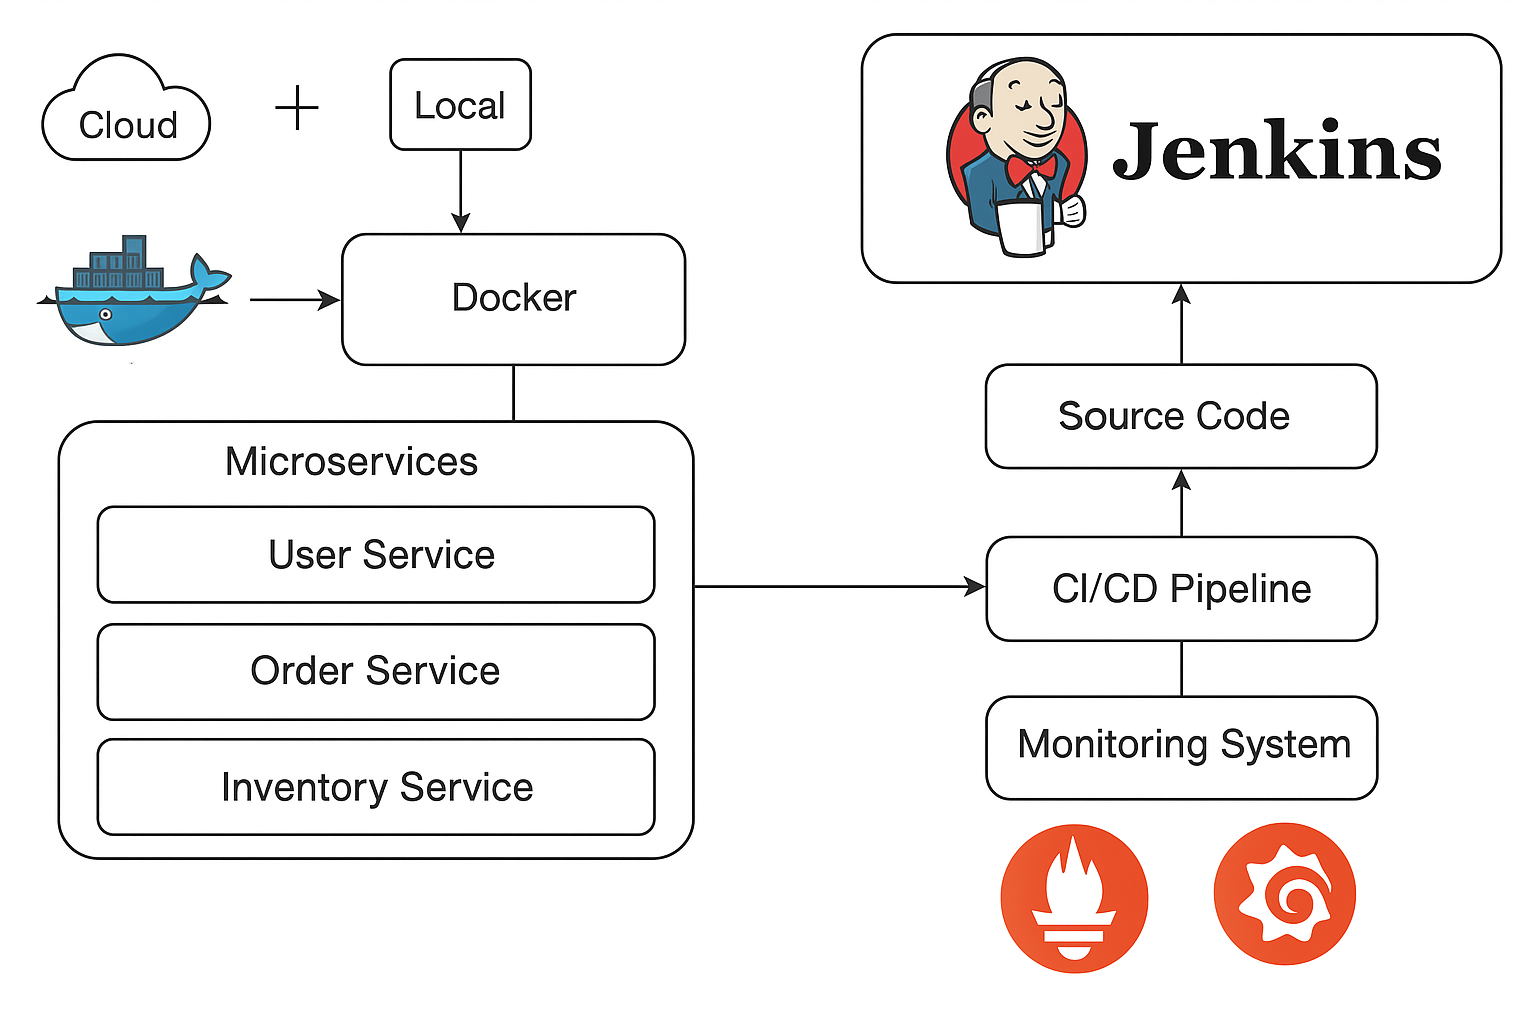 Cloud
Local
Jenkins
Docker
Source Code
Microservices
User Service
CI/CD Pipeline
Order Service
Monitoring System
Inventory Service